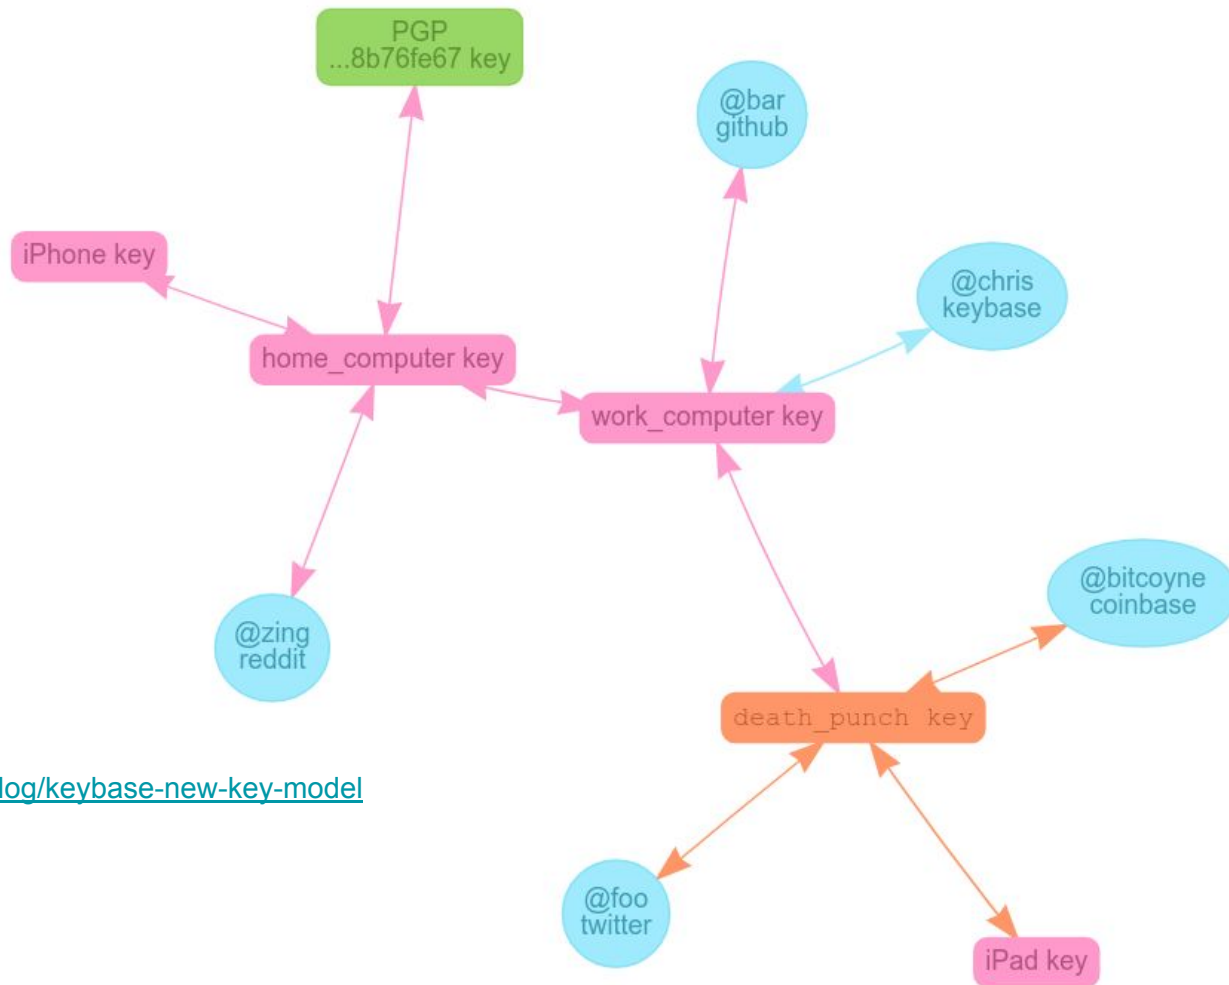 PGP
...8b76fe67 key
@bar
github
iPhone key
@chris
keybase
home_computer key
work_computer key
@bitcoyne
coinbase
@zing
reddit
death_punch key
log/keybase-new-key-model
@foo
twitter
iPad key